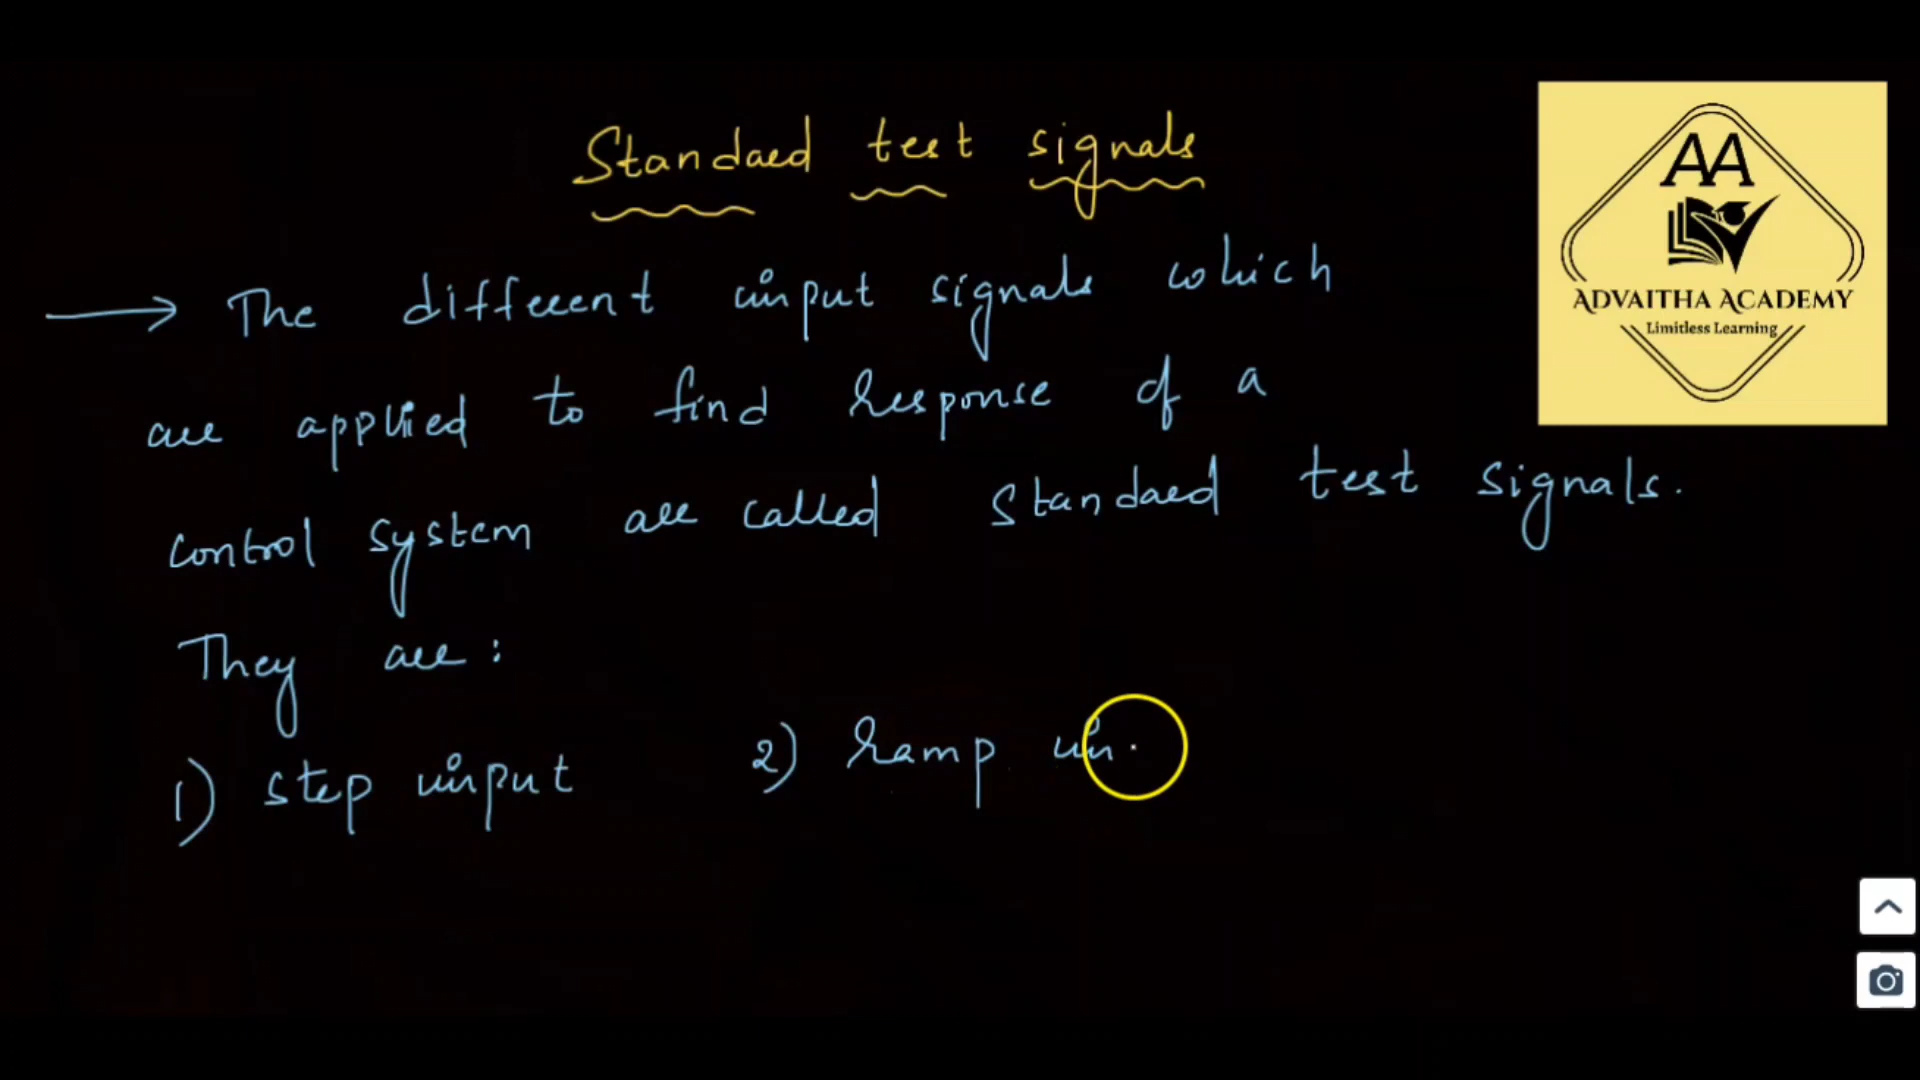 Standard test signals
→ The different input signals which
are applied to find response of a
control system are called standard test signals.
They are:
1) step input 2) ramp in
AA
ADVAITHA ACADEMY
Limitless Learning